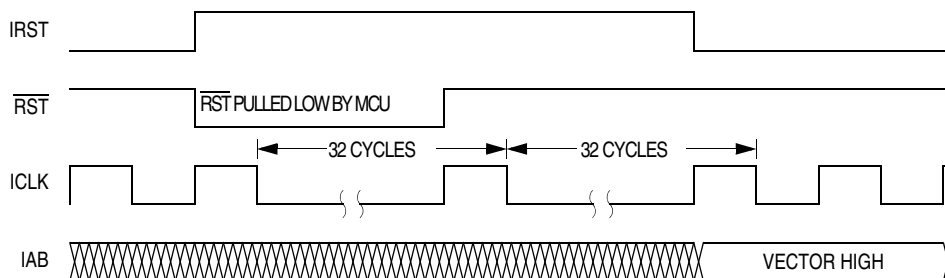 IRST
RST
RST PULLED LOW BY MCU
32 CYCLES 32 CYCLES
ICLK
IAB
VECTOR HIGH